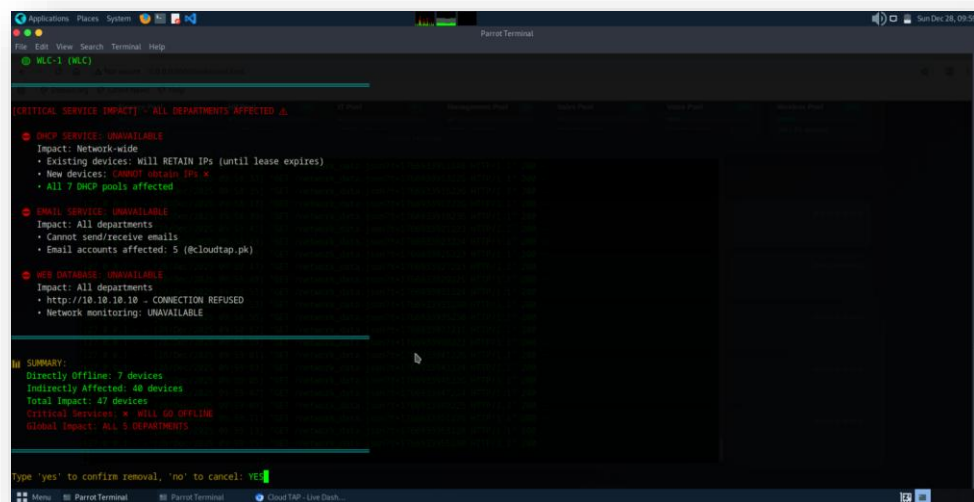 Applications Places System
Sun Dec 28, 09:59
Parrot Terminal
File Edit View Search Terminal Help
WLC-1 (WLC)
[CRITICAL SERVICE IMPACT] - ALL DEPARTMENTS AFFECTED ⚠
DHCP SERVICE: UNAVAILABLE
Impact: Network-wide
• Existing devices: Will RETAIN IPs (until lease expires)
• New devices: CANNOT obtain IPs ✖
• All 7 DHCP pools affected
EMAIL SERVICE: UNAVAILABLE
Impact: All departments
• Cannot send/receive emails
• Email accounts affected: 5 (@cloudtap.pk)
WEB DATABASE: UNAVAILABLE
Impact: All departments
• http://10.10.10.10 → CONNECTION REFUSED
• Network monitoring: UNAVAILABLE
SUMMARY:
Directly Offline: 7 devices
Indirectly Affected: 40 devices
Total Impact: 47 devices
Critical Services: ✖ WILL GO OFFLINE
Global Impact: ALL 5 DEPARTMENTS
Type 'yes' to confirm removal, 'no' to cancel: YES
Menu Parrot Terminal Parrot Terminal Cloud TAP - Live Dash...